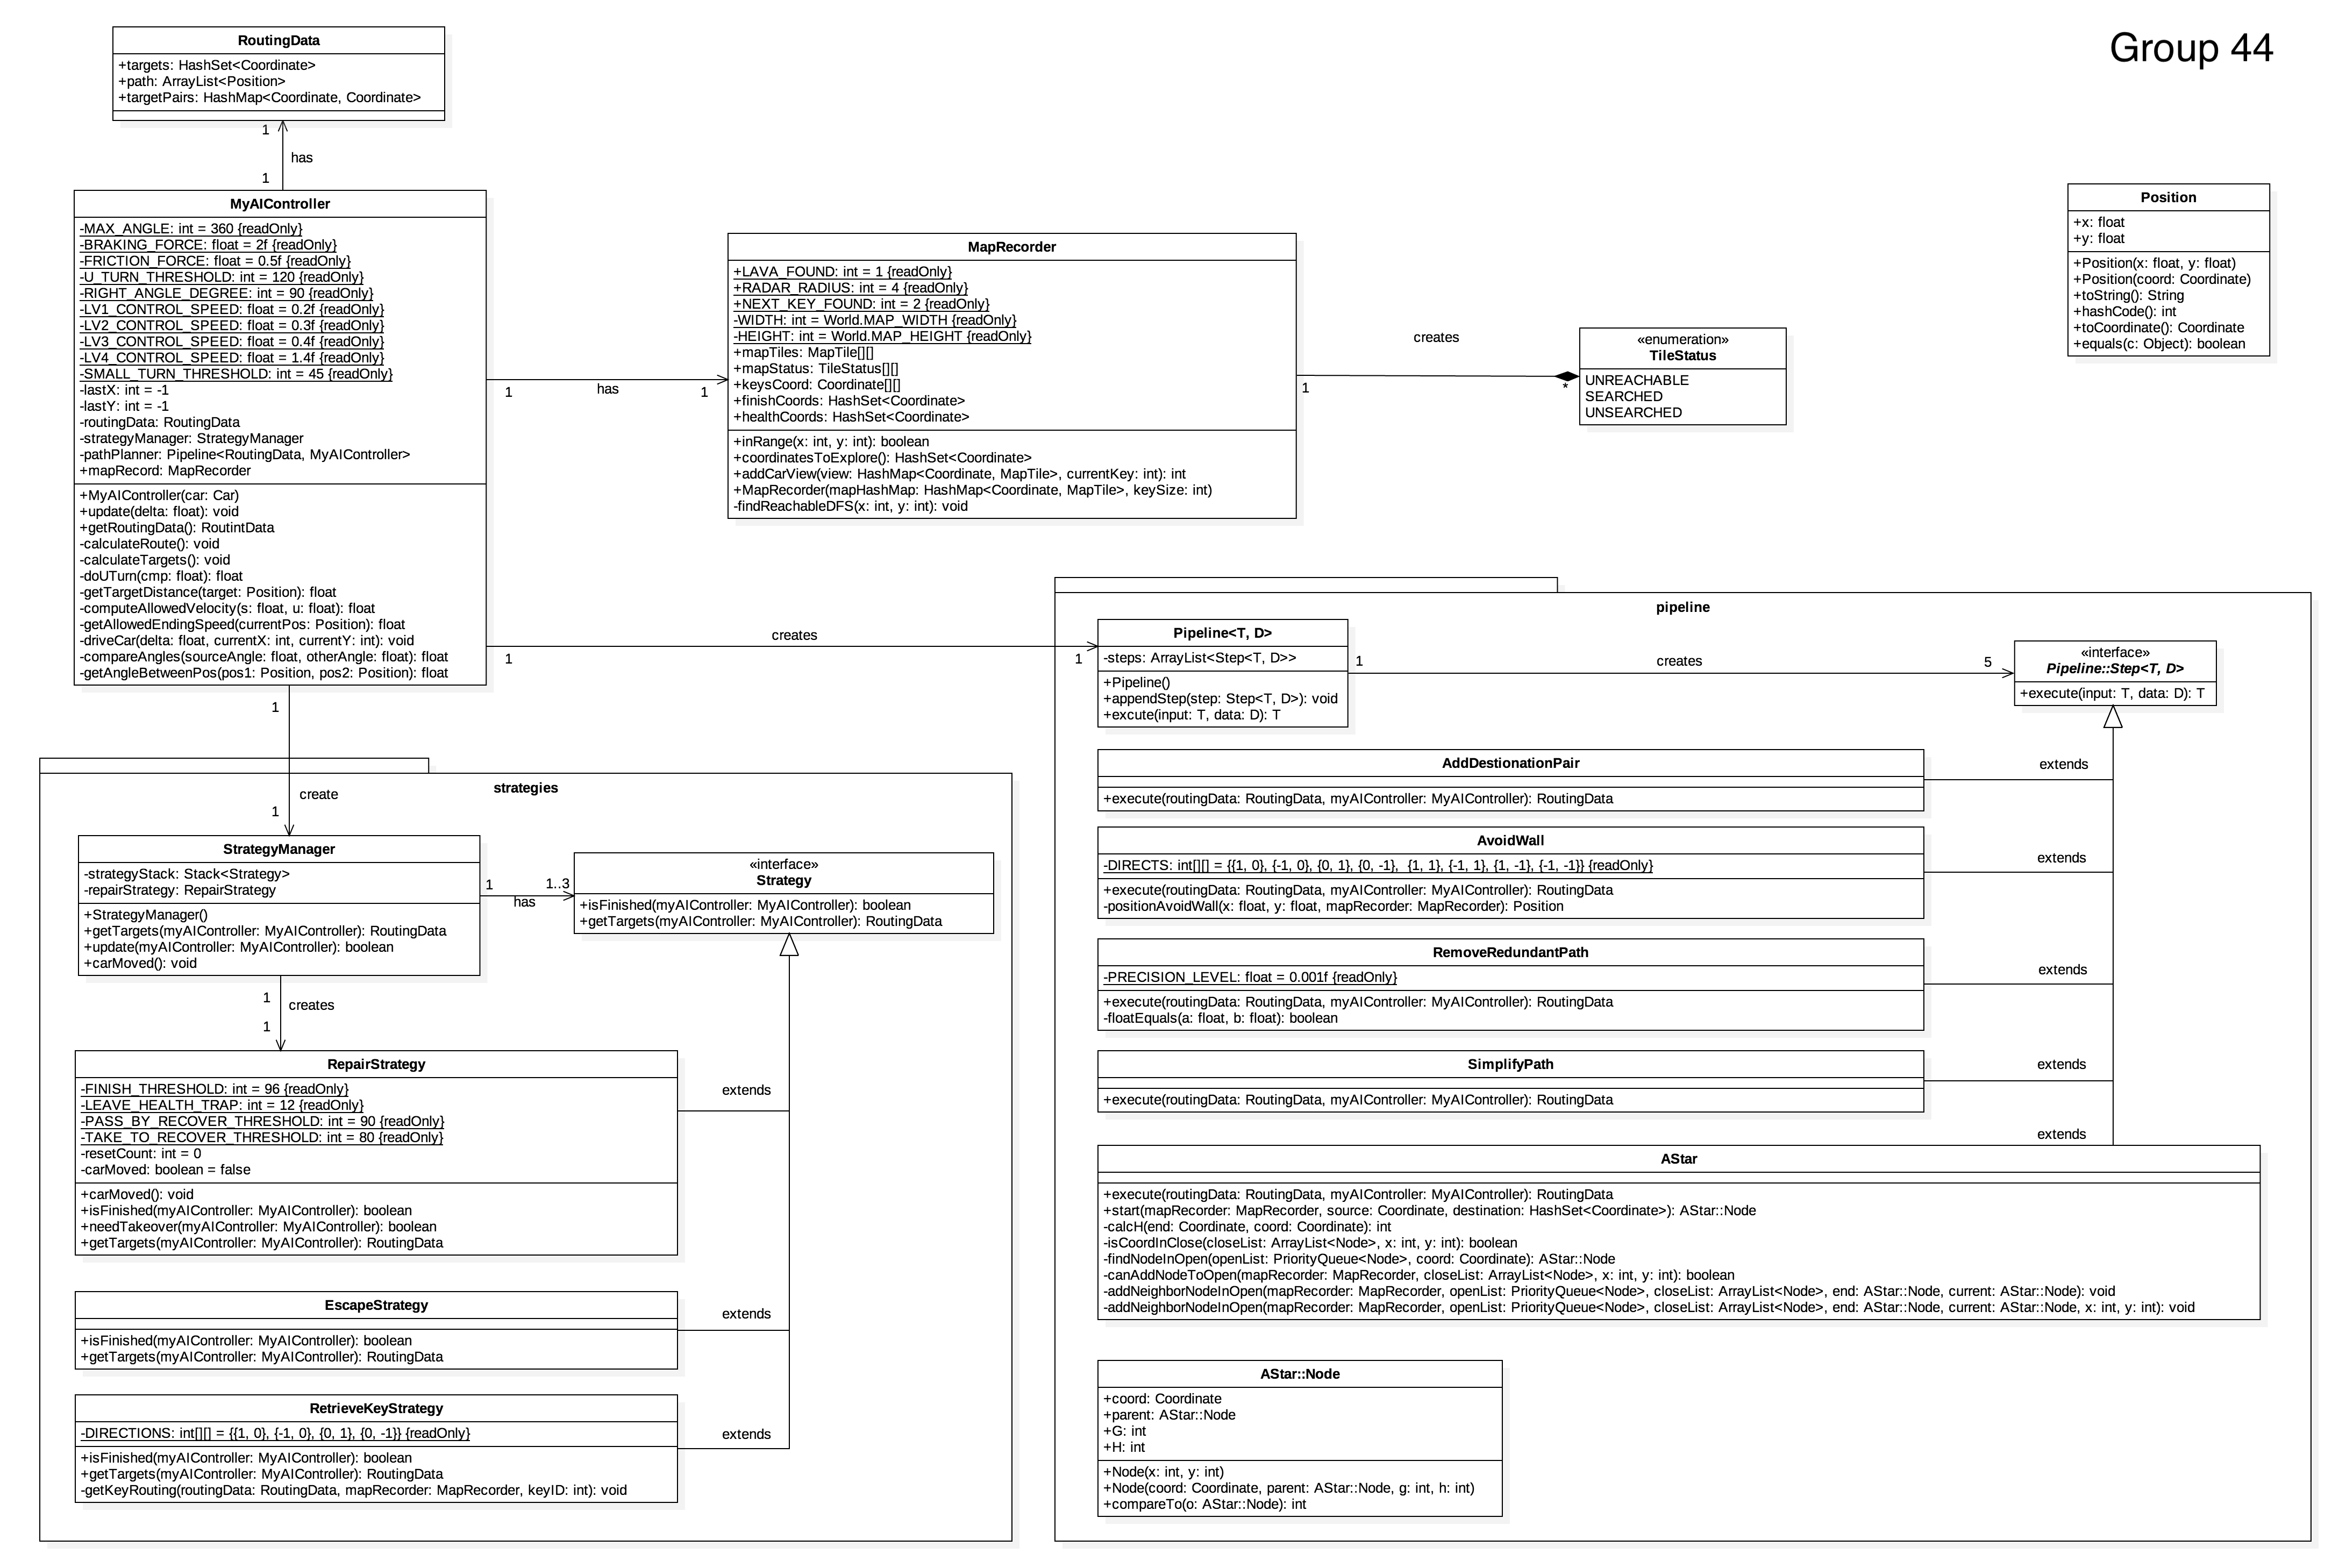 Group 44
RoutingData
+targets: HashSet<Coordinate>
+path: ArrayList<Position>
+targetPairs: HashMap<Coordinate, Coordinate>
1
has
1
MyAIController
-MAX_ANGLE: int = 360 {readOnly}
-BRAKING_FORCE: float = 2f {readOnly}
-FRICTION_FORCE: float = 0.5f {readOnly}
-U_TURN_THRESHOLD: int = 120 {readOnly}
-RIGHT_ANGLE_DEGREE: int = 90 {readOnly}
-LV1_CONTROL_SPEED: float = 0.2f {readOnly}
-LV2_CONTROL_SPEED: float = 0.3f {readOnly}
-LV3_CONTROL_SPEED: float = 0.4f {readOnly}
-LV4_CONTROL_SPEED: float = 1.4f {readOnly}
-SMALL_TURN_THRESHOLD: int = 45 {readOnly}
-lastX: int = -1
-lastY: int = -1
-routingData: RoutingData
-strategyManager: StrategyManager
-pathPlanner: Pipeline<RoutingData, MyAIController>
+mapRecord: MapRecorder
+MyAIController(car: Car)
+update(delta: float): void
+getRoutingData(): RoutintData
-calculateRoute(): void
-calculateTargets(): void
-doUTurn(cmp: float): float
-getTargetDistance(target: Position): float
-computeAllowedVelocity(s: float, u: float): float
-getAllowedEndingSpeed(currentPos: Position): float
-driveCar(delta: float, currentX: int, currentY: int): void
-compareAngles(sourceAngle: float, otherAngle: float): float
-getAngleBetweenPos(pos1: Position, pos2: Position): float
1
has
1
MapRecorder
+LAVA_FOUND: int = 1 {readOnly}
+RADAR_RADIUS: int = 4 {readOnly}
+NEXT_KEY_FOUND: int = 2 {readOnly}
-WIDTH: int = World.MAP_WIDTH {readOnly}
-HEIGHT: int = World.MAP_HEIGHT {readOnly}
+mapTiles: MapTile[][]
+mapStatus: TileStatus[][]
+keysCoord: Coordinate[][]
+finishCoords: HashSet<Coordinate>
+healthCoords: HashSet<Coordinate>
+inRange(x: int, y: int): boolean
+coordinatesToExplore(): HashSet<Coordinate>
+addCarView(view: HashMap<Coordinate, MapTile>, currentKey: int): int
+MapRecorder(mapHashMap: HashMap<Coordinate, MapTile>, keySize: int)
-findReachableDFS(x: int, y: int): void
creates
1
*
«enumeration»
TileStatus
UNREACHABLE
SEARCHED
UNSEARCHED
Position
+x: float
+y: float
+Position(x: float, y: float)
+Position(coord: Coordinate)
+toString(): String
+hashCode(): int
+toCoordinate(): Coordinate
+equals(c: Object): boolean
creates
1
1
pipeline
Pipeline<T, D>
-steps: ArrayList<Step<T, D>>
+Pipeline()
+appendStep(step: Step<T, D>): void
+excute(input: T, data: D): T
1
creates
5
«interface»
Pipeline::Step<T, D>
+execute(input: T, data: D): T
AddDestionationPair
+execute(routingData: RoutingData, myAIController: MyAIController): RoutingData
extends
AvoidWall
-DIRECTS: int[][] = {{1, 0}, {-1, 0}, {0, 1}, {0, -1},  {1, 1}, {-1, 1}, {1, -1}, {-1, -1}} {readOnly}
+execute(routingData: RoutingData, myAIController: MyAIController): RoutingData
-positionAvoidWall(x: float, y: float, mapRecorder: MapRecorder): Position
extends
RemoveRedundantPath
-PRECISION_LEVEL: float = 0.001f {readOnly}
+execute(routingData: RoutingData, myAIController: MyAIController): RoutingData
-floatEquals(a: float, b: float): boolean
extends
SimplifyPath
+execute(routingData: RoutingData, myAIController: MyAIController): RoutingData
extends
extends
AStar
+execute(routingData: RoutingData, myAIController: MyAIController): RoutingData
+start(mapRecorder: MapRecorder, source: Coordinate, destination: HashSet<Coordinate>): AStar::Node
-calcH(end: Coordinate, coord: Coordinate): int
-isCoordInClose(closeList: ArrayList<Node>, x: int, y: int): boolean
-findNodeInOpen(openList: PriorityQueue<Node>, coord: Coordinate): AStar::Node
-canAddNodeToOpen(mapRecorder: MapRecorder, closeList: ArrayList<Node>, x: int, y: int): boolean
-addNeighborNodeInOpen(mapRecorder: MapRecorder, openList: PriorityQueue<Node>, closeList: ArrayList<Node>, end: AStar::Node, current: AStar::Node): void
-addNeighborNodeInOpen(mapRecorder: MapRecorder, openList: PriorityQueue<Node>, closeList: ArrayList<Node>, end: AStar::Node, current: AStar::Node, x: int, y: int): void
AStar::Node
+coord: Coordinate
+parent: AStar::Node
+G: int
+H: int
+Node(x: int, y: int)
+Node(coord: Coordinate, parent: AStar::Node, g: int, h: int)
+compareTo(o: AStar::Node): int
1
create
1
strategies
StrategyManager
-strategyStack: Stack<Strategy>
-repairStrategy: RepairStrategy
+StrategyManager()
+getTargets(myAIController: MyAIController): RoutingData
+update(myAIController: MyAIController): boolean
+carMoved(): void
1
has
1..3
«interface»
Strategy
+isFinished(myAIController: MyAIController): boolean
+getTargets(myAIController: MyAIController): RoutingData
1
creates
1
RepairStrategy
-FINISH_THRESHOLD: int = 96 {readOnly}
-LEAVE_HEALTH_TRAP: int = 12 {readOnly}
-PASS_BY_RECOVER_THRESHOLD: int = 90 {readOnly}
-TAKE_TO_RECOVER_THRESHOLD: int = 80 {readOnly}
-resetCount: int = 0
-carMoved: boolean = false
+carMoved(): void
+isFinished(myAIController: MyAIController): boolean
+needTakeover(myAIController: MyAIController): boolean
+getTargets(myAIController: MyAIController): RoutingData
extends
EscapeStrategy
+isFinished(myAIController: MyAIController): boolean
+getTargets(myAIController: MyAIController): RoutingData
extends
RetrieveKeyStrategy
-DIRECTIONS: int[][] = {{1, 0}, {-1, 0}, {0, 1}, {0, -1}} {readOnly}
+isFinished(myAIController: MyAIController): boolean
+getTargets(myAIController: MyAIController): RoutingData
-getKeyRouting(routingData: RoutingData, mapRecorder: MapRecorder, keyID: int): void
extends